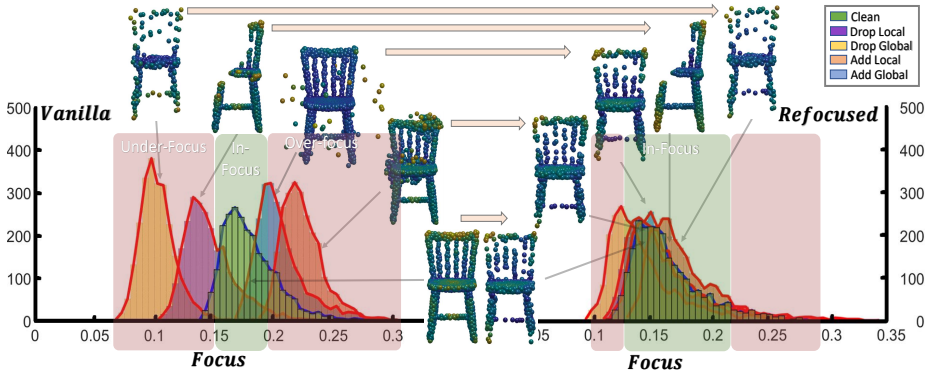 Clean
Drop Local
Drop Global
Add Local
Add Global
Vanilla
Refocused
Under-Focus
In-
Focus
Over-focus
In-Focus
500
400
300
200
100
0
0
0.05
0.1
0.15
0.2
0.25
0.3
Focus
500
400
300
200
100
0
05
0.1
0.15
0.2
0.25
0.3
0.35
Focus